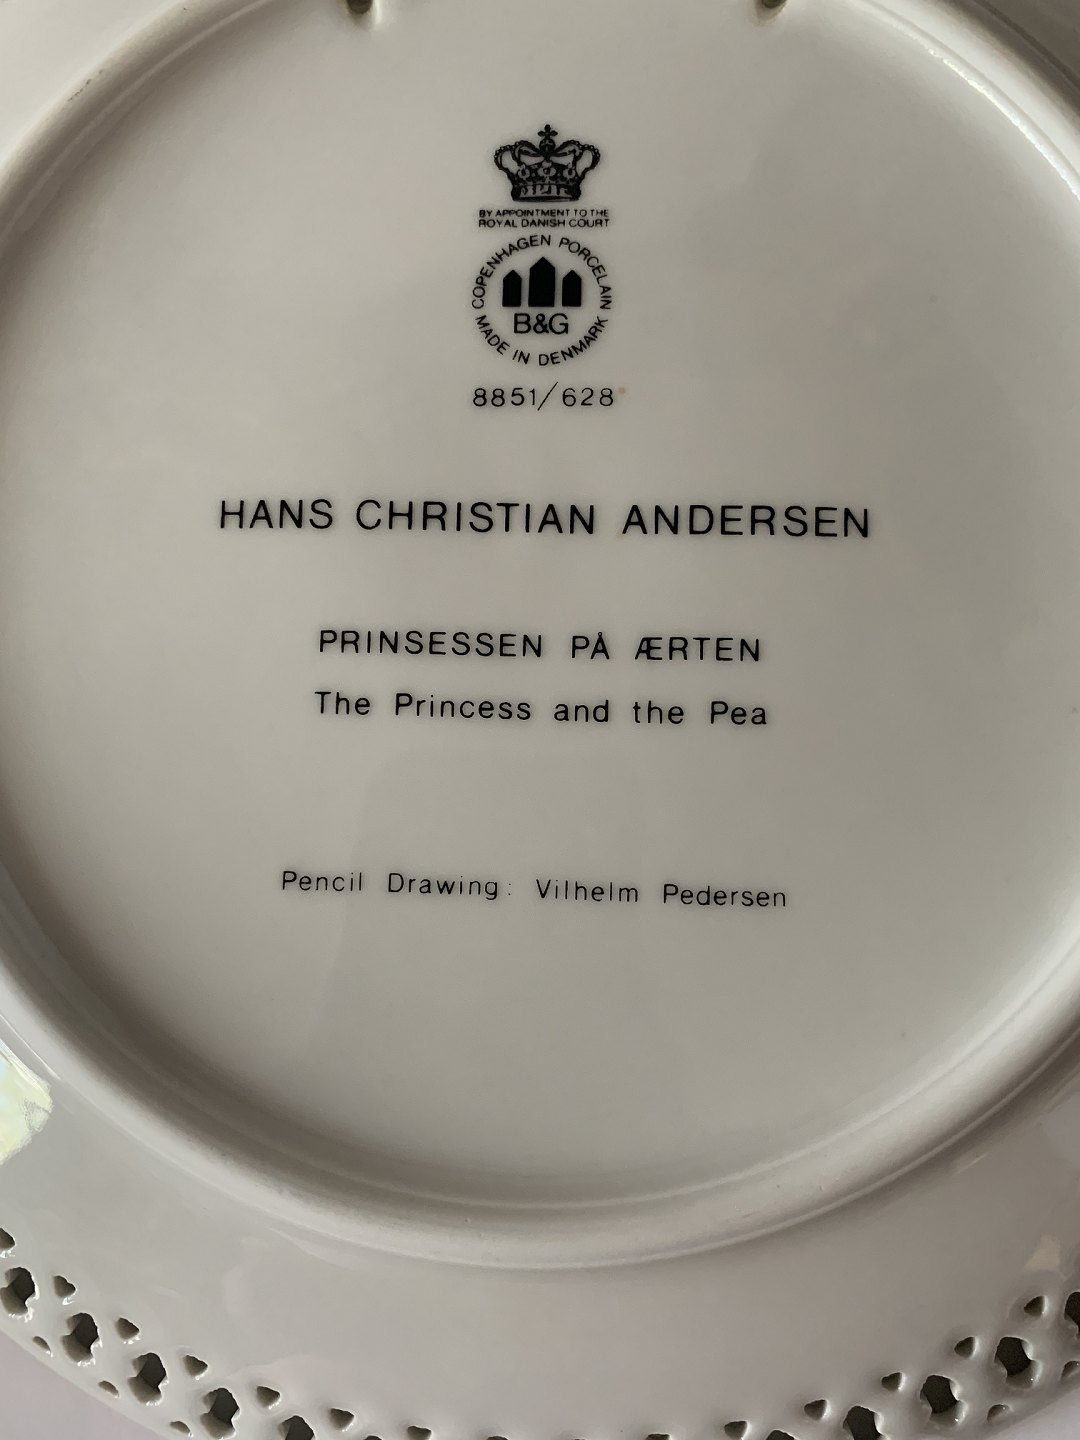 BY APPOINTMENT TO THE
ROYAL DANISH COURT
COPENHAGEN PORCELAIN
B&G
MADE IN DENMARK
8851/628
HANS CHRISTIAN ANDERSEN
PRINSESSEN PÅ ÆRTEN
The Princess and the Pea
Pencil Drawing: Vilhelm Pedersen